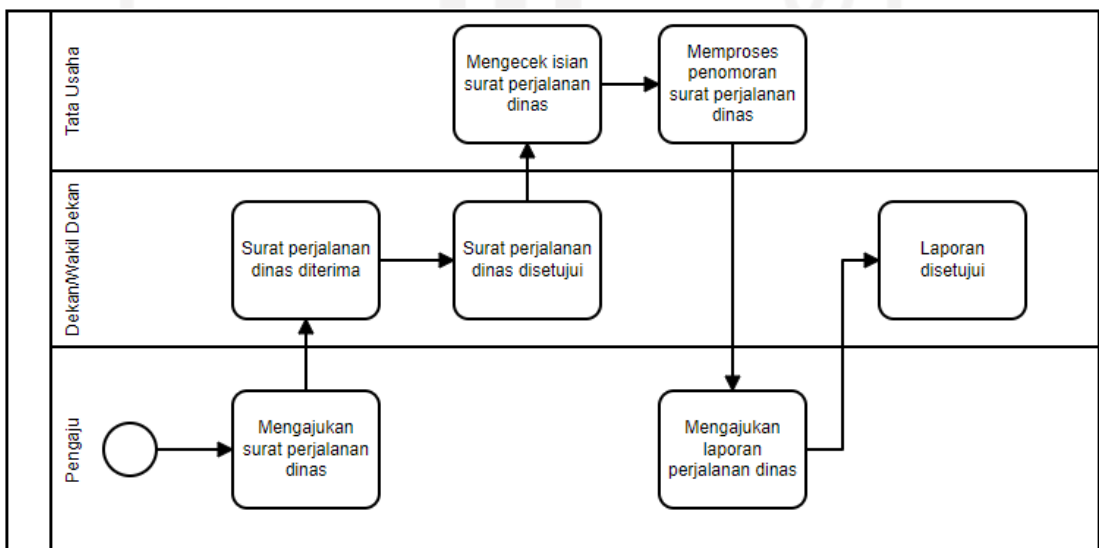 Tata Usaha
Mengecek isian
surat perjalanan
dinas
Memproses
penomoran
surat perjalanan
dinas
Dekan/Wakil Dekan
Surat perjalanan
dinas diterima
Surat perjalanan
dinas disetujui
Laporan
disetujui
Pengaju
Mengajukan
surat perjalanan
dinas
Mengajukan
laporan
perjalanan dinas